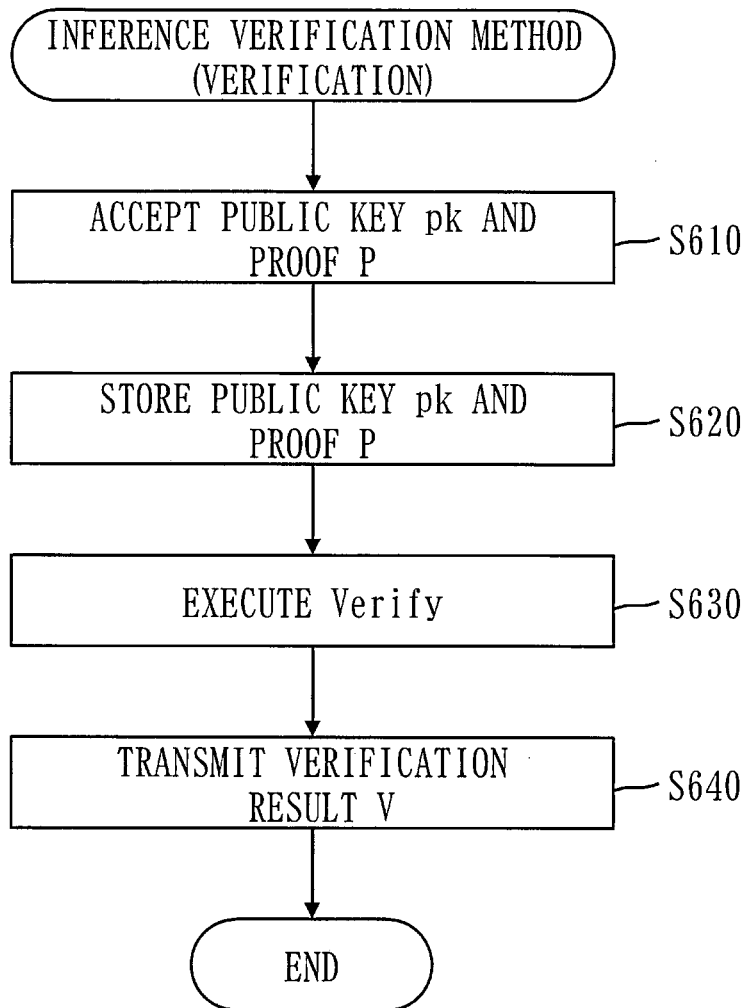 INFERENCE VERIFICATION METHOD
(VERIFICATION)
ACCEPT PUBLIC KEY pk AND
PROOF P
S610
STORE PUBLIC KEY pk AND
PROOF P
S620
EXECUTE Verify
S630
TRANSMIT VERIFICATION
RESULT V
S640
END